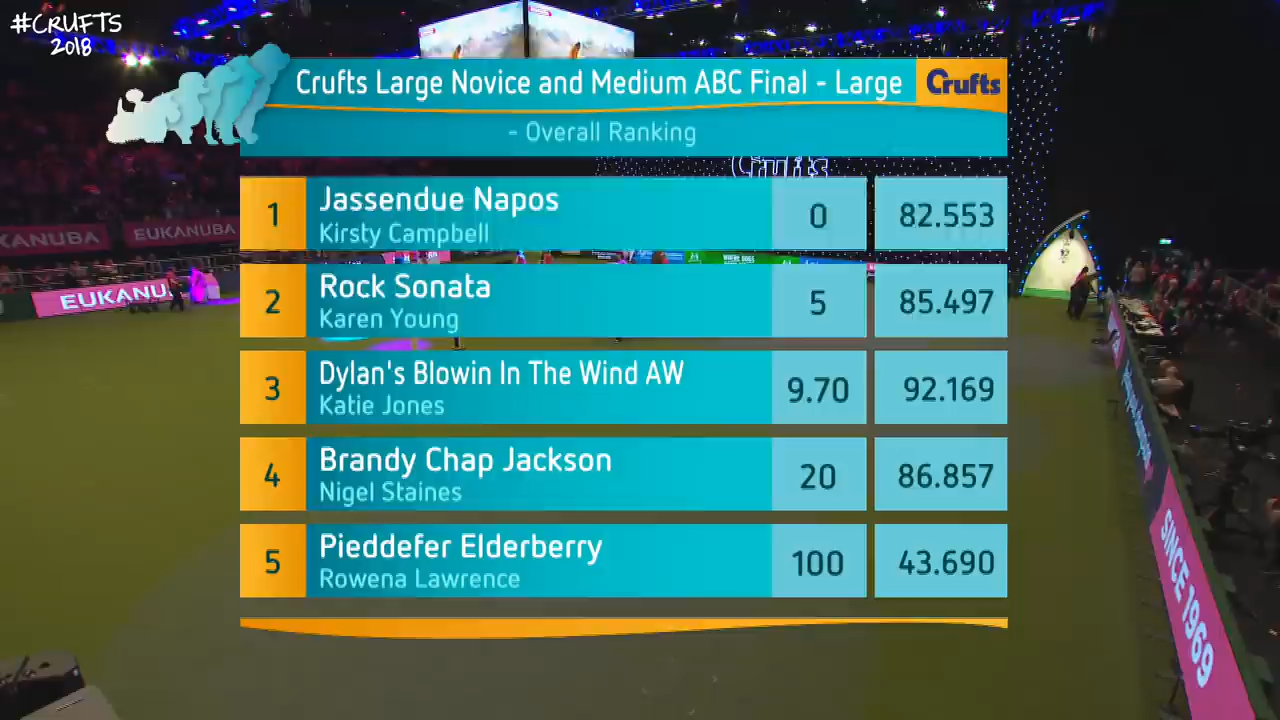 #CRUFTS
2018
Crufts Large Novice and Medium ABC Final - Large
Crufts
- Overall Ranking
Crufts
1
Jassendue Napos
Kirsty Campbell
0
82.553
KANUBA
EUKANUBA
EUKANU
2
Rock Sonata
Karen Young
5
85.497
3
Dylan's Blowin In The Wind AW
Katie Jones
9.70
92.169
4
Brandy Chap Jackson
Nigel Staines
20
86.857
5
Pieddefer Elderberry
Rowena Lawrence
100
43.690
SINCE 1969